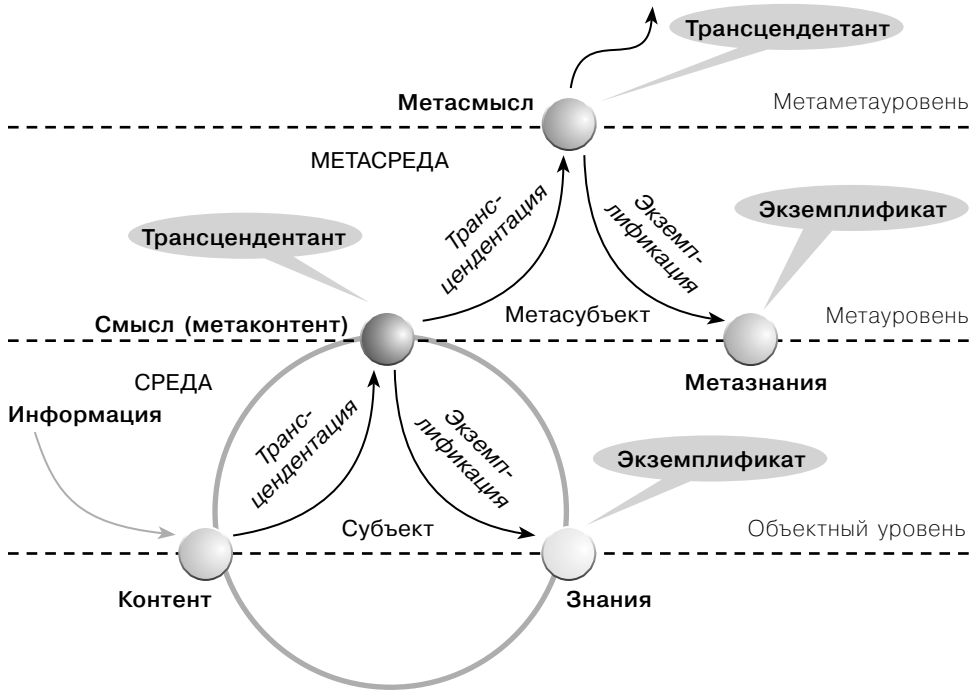 Трансцендентант
Метасмысл
Метаметауровень
МЕТАСРЕДА
Транс-
цендентация
Экземп-
лификация
Экземплификат
Трансцендентант
Смысл (метаконтент)
Метасубъект
Метауровень
Метазнания
СРЕДА
Информация
Транс-
цендентация
Экземп-
лификация
Экземплификат
Субъект
Объектный уровень
Контент
Знания